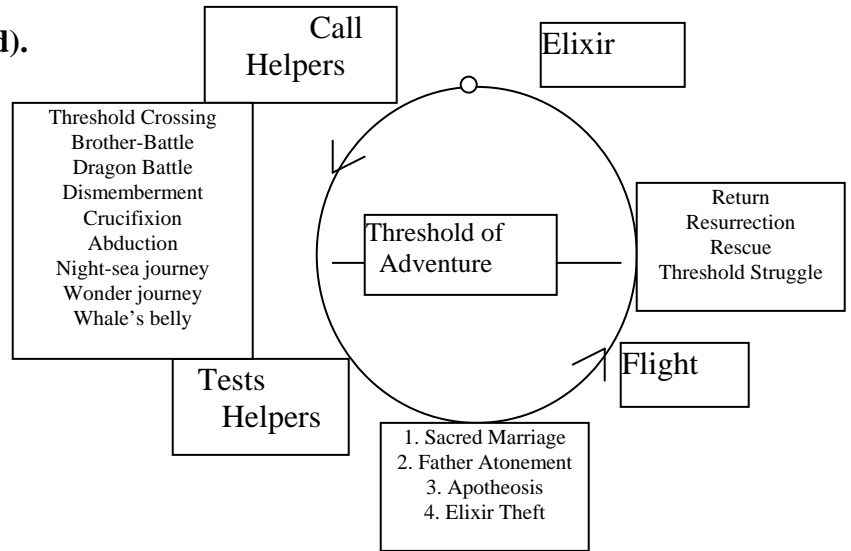 d).
Call
Helpers
Elixir
Threshold Crossing
Brother-Battle
Dragon Battle
Dismemberment
Crucifixion
Abduction
Night-sea journey
Wonder journey
Whale's belly
Threshold of
Adventure
Return
Resurrection
Rescue
Threshold Struggle
Flight
Tests
Helpers
1. Sacred Marriage
2. Father Atonement
3. Apotheosis
4. Elixir Theft